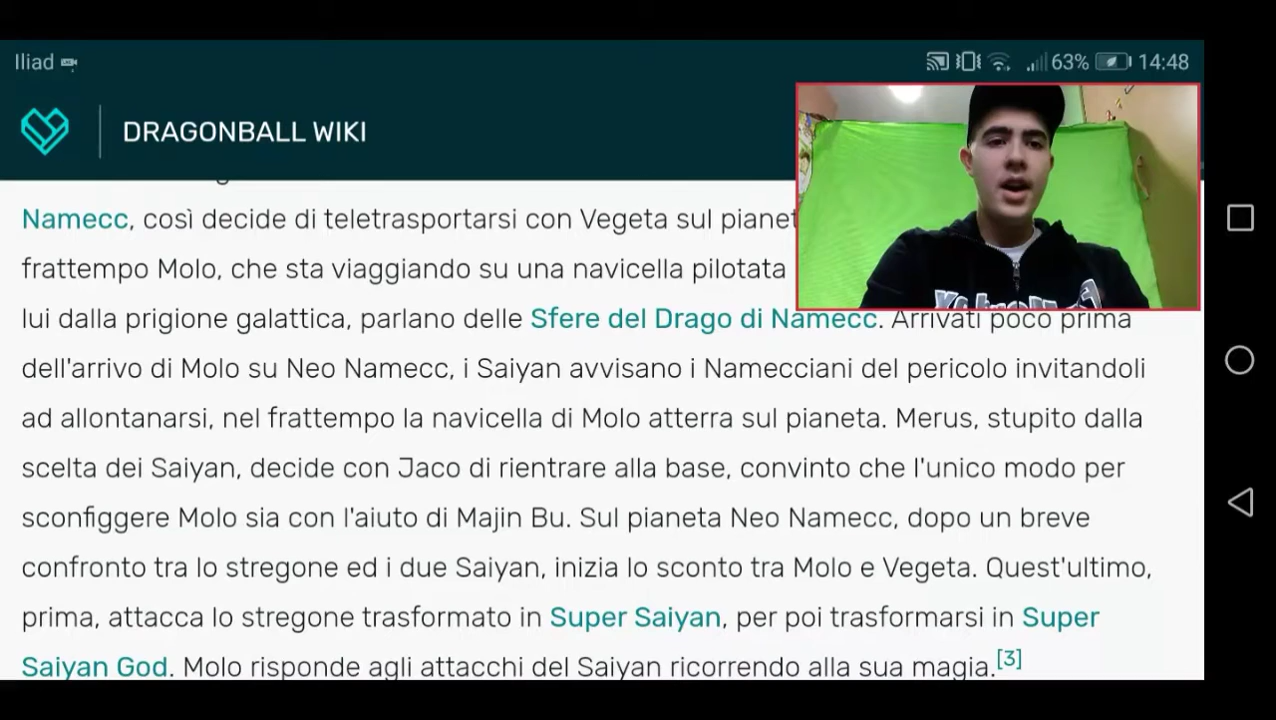 Iliad
63% 14:48
DRAGONBALL WIKI
Namecc, così decide di teletrasportarsi con Vegeta sul
frattempo Molo, che sta viaggiando su una navicella pilotata
lui dalla prigione galattica, parlano delle Sfere del Drago di Namecc. Arrivati poco prima
dell'arrivo di Molo su Neo Namecc, i Saiyan avvisano i Namecciani del pericolo invitandoli
ad allontanarsi, nel frattempo la navicella di Molo atterra sul pianeta. Merus, stupito dalla
scelta dei Saiyan, decide con Jaco di rientrare alla base, convinto che l'unico modo per
sconfiggere Molo sia con l'aiuto di Majin Bu. Sul pianeta Neo Namecc, dopo un breve
confronto tra lo stregone ed i due Saiyan, inizia lo sconto tra Molo e Vegeta. Quest'ultimo,
prima, attacca lo stregone trasformato in Super Saiyan, per poi trasformarsi in Super
Saiyan God. Molo risponde agli attacchi del Saiyan ricorrendo alla sua magia.[3]